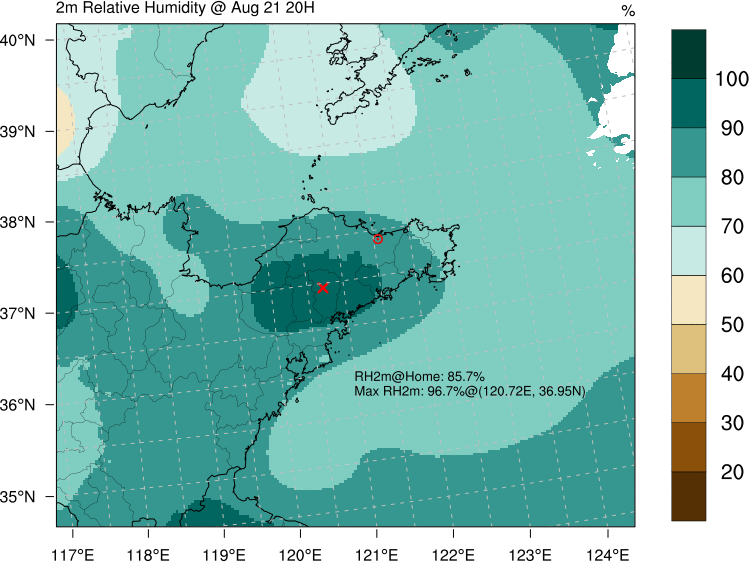 2m Relative Humidity @ Aug 21 20H
%
40°N
39°N
38°N
37°N
36°N
35°N
RH2m@Home: 85.7%
Max RH2m: 96.7%@(120.72E, 36.95N)
117°E 118°E 119°E 120°E 121°E 122°E 123°E 124°E
100
90
80
70
60
50
40
30
20